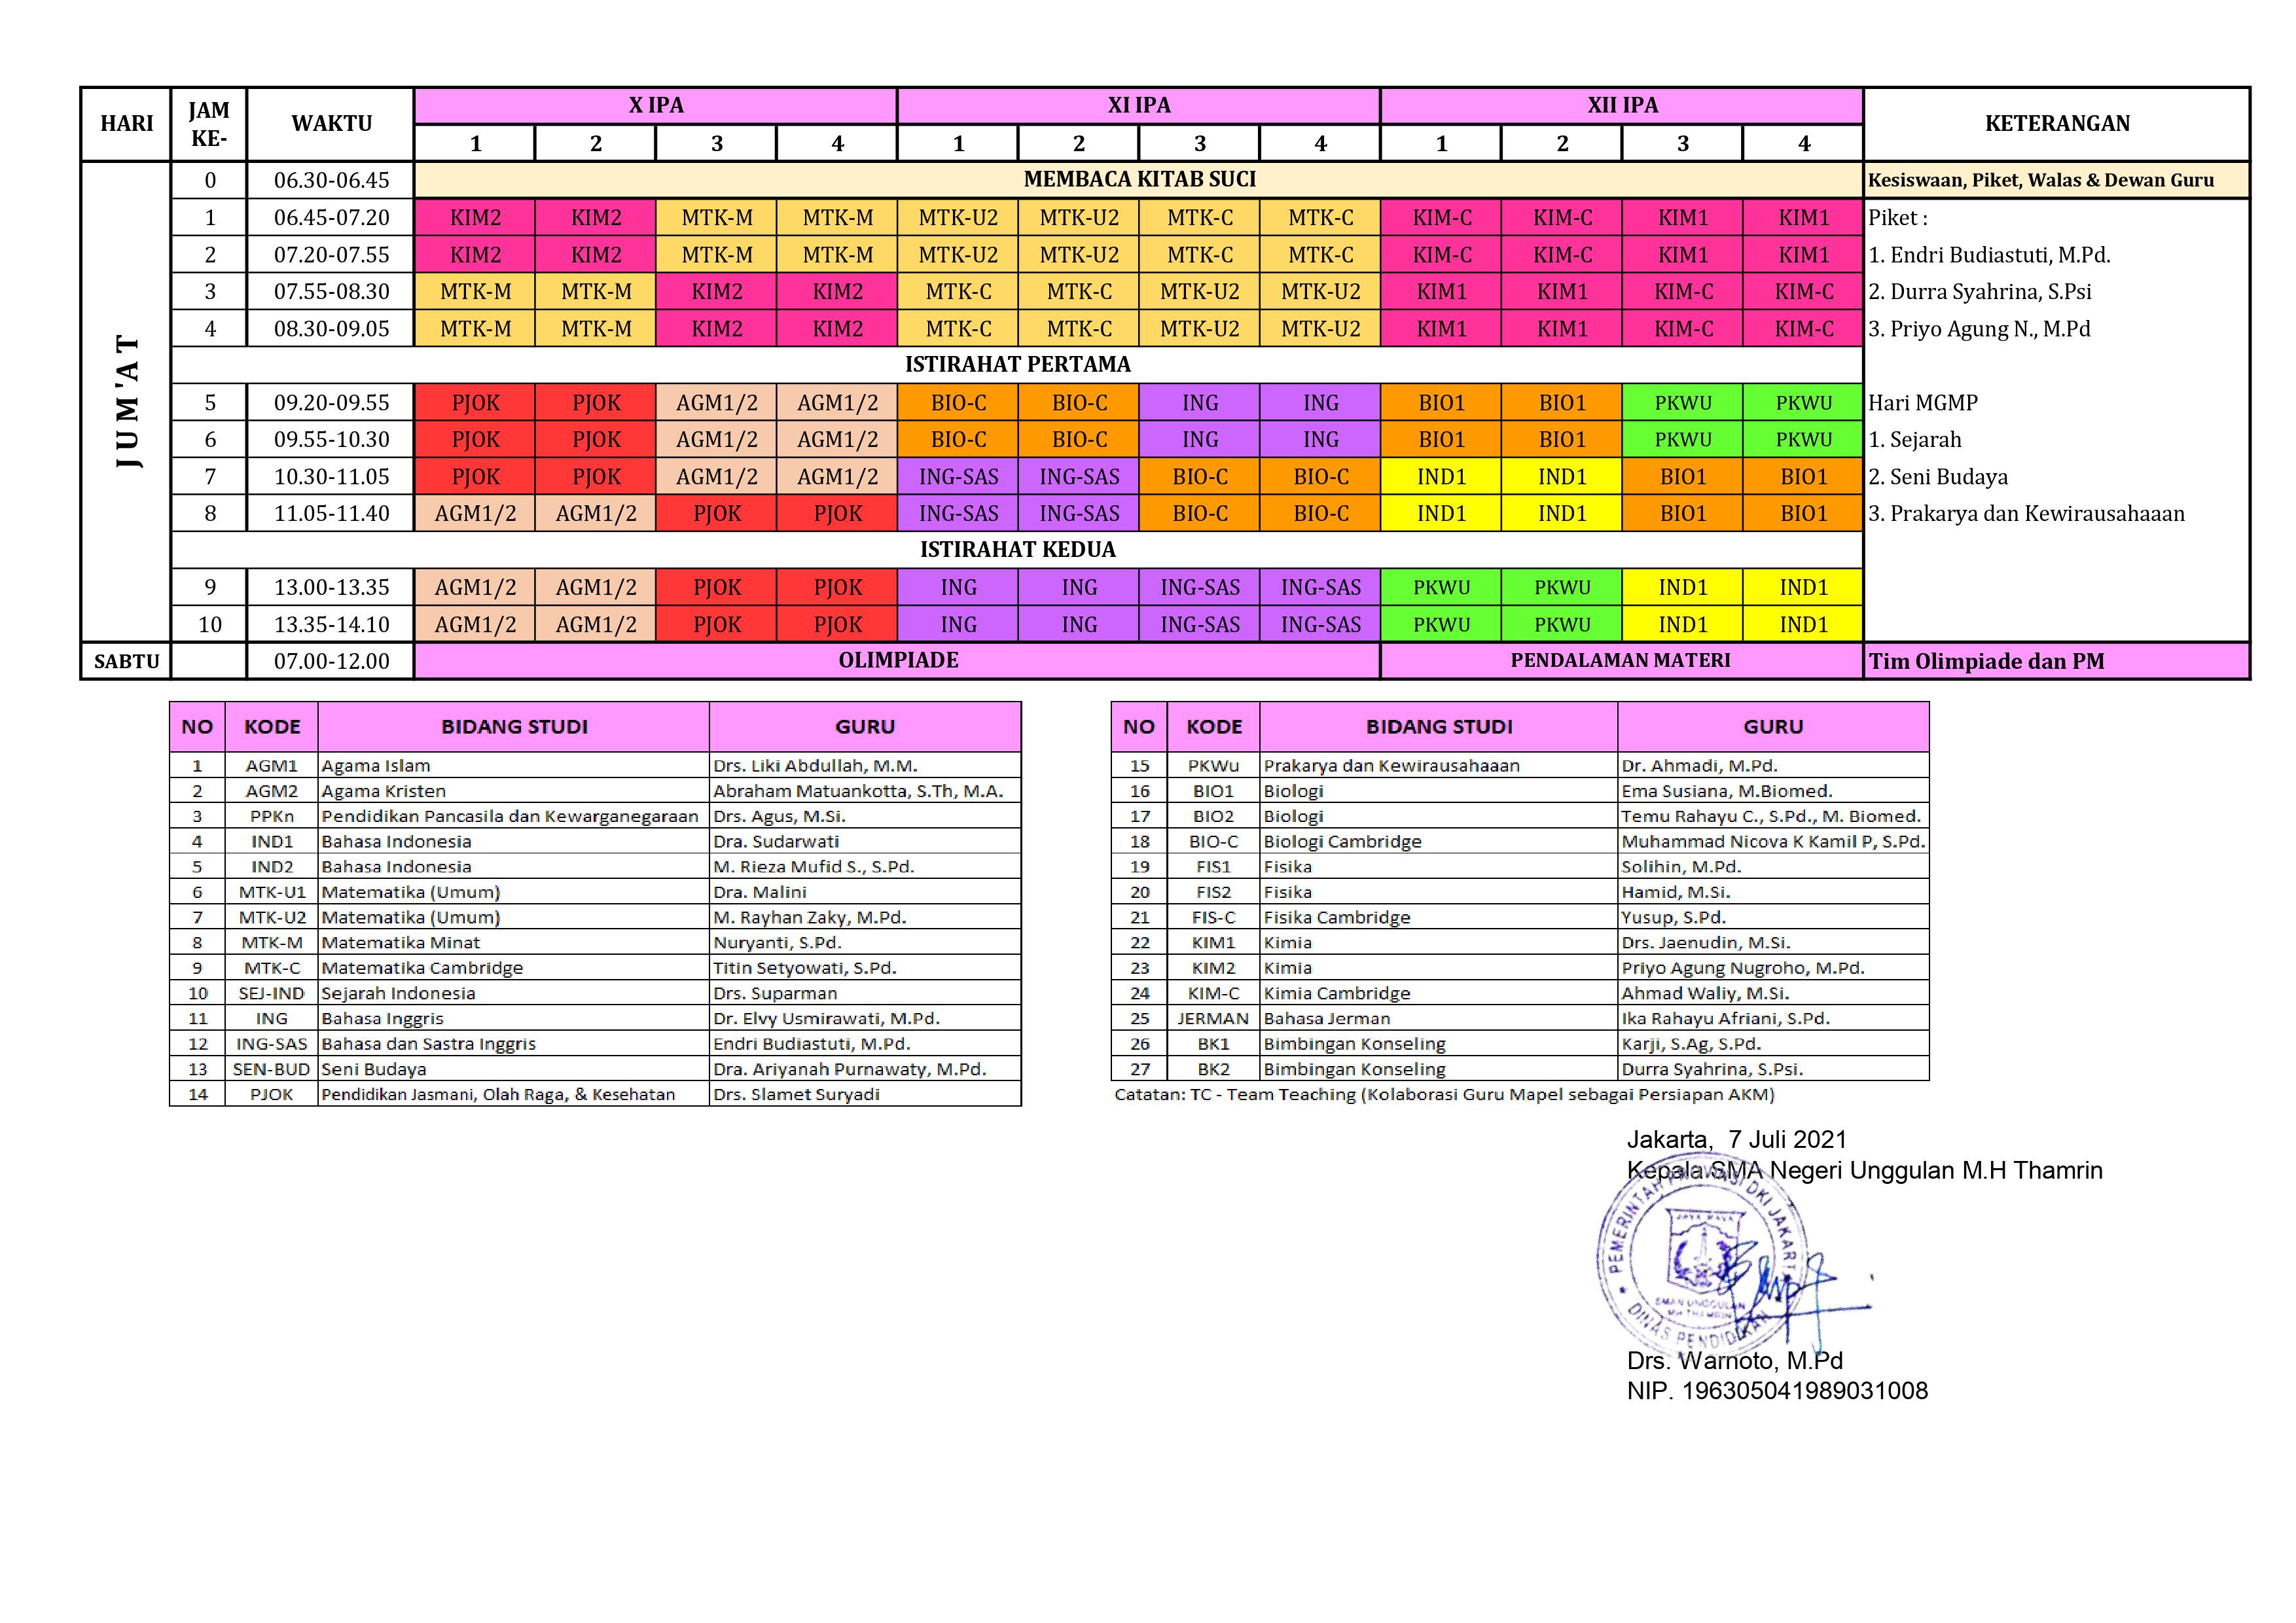 HARI JAM KE- WAKTU X IPA XI IPA XII IPA KETERANGAN
1 2 3 4 1 2 3 4 1 2 3 4
JUM'AT
0 06.30-06.45 MEMBACA KITAB SUCI Kesiswaan, Piket, Walas & Dewan Guru
1 06.45-07.20 KIM2 KIM2 MTK-M MTK-M MTK-U2 MTK-U2 MTK-C MTK-C KIM-C KIM-C KIM1 KIM1 Piket :
2 07.20-07.55 KIM2 KIM2 MTK-M MTK-M MTK-U2 MTK-U2 MTK-C MTK-C KIM-C KIM-C KIM1 KIM1 1. Endri Budiastuti, M.Pd.
3 07.55-08.30 MTK-M MTK-M KIM2 KIM2 MTK-C MTK-C MTK-U2 MTK-U2 KIM1 KIM1 KIM-C KIM-C 2. Durra Syahrina, S.Psi
4 08.30-09.05 MTK-M MTK-M KIM2 KIM2 MTK-C MTK-C MTK-U2 MTK-U2 KIM1 KIM1 KIM-C KIM-C 3. Priyo Agung N., M.Pd
ISTIRAHAT PERTAMA
5 09.20-09.55 PJOK PJOK AGM1/2 AGM1/2 BIO-C BIO-C ING ING BIO1 BIO1 PKWU PKWU Hari MGMP
6 09.55-10.30 PJOK PJOK AGM1/2 AGM1/2 BIO-C BIO-C ING ING BIO1 BIO1 PKWU PKWU 1. Sejarah
7 10.30-11.05 PJOK PJOK AGM1/2 AGM1/2 ING-SAS ING-SAS BIO-C BIO-C IND1 IND1 BIO1 BIO1 2. Seni Budaya
8 11.05-11.40 AGM1/2 AGM1/2 PJOK PJOK ING-SAS ING-SAS BIO-C BIO-C IND1 IND1 BIO1 BIO1 3. Prakarya dan Kewirausahaaan
ISTIRAHAT KEDUA
9 13.00-13.35 AGM1/2 AGM1/2 PJOK PJOK ING ING ING-SAS ING-SAS PKWU PKWU IND1 IND1
10 13.35-14.10 AGM1/2 AGM1/2 PJOK PJOK ING ING ING-SAS ING-SAS PKWU PKWU IND1 IND1
SABTU 07.00-12.00 OLIMPIADE PENDALAMAN MATERI Tim Olimpiade dan PM
NO KODE BIDANG STUDI GURU
1 AGM1 Agama Islam Drs. Liki Abdullah, M.M.
2 AGM2 Agama Kristen Abraham Matuankotta, S.Th, M.A.
3 PPKn Pendidikan Pancasila dan Kewarganegaraan Drs. Agus, M.Si.
4 IND1 Bahasa Indonesia Dra. Sudarwati
5 IND2 Bahasa Indonesia M. Rieza Mufid S., S.Pd.
6 MTK-U1 Matematika (Umum) Dra. Malini
7 MTK-U2 Matematika (Umum) M. Rayhan Zaky, M.Pd.
8 MTK-M Matematika Minat Nuryanti, S.Pd.
9 MTK-C Matematika Cambridge Titin Setyowati, S.Pd.
10 SEJ-IND Sejarah Indonesia Drs. Suparman
11 ING Bahasa Inggris Dr. Elvy Usmirawati, M.Pd.
12 ING-SAS Bahasa dan Sastra Inggris Endri Budiastuti, M.Pd.
13 SEN-BUD Seni Budaya Dra. Ariyanah Purnawaty, M.Pd.
14 PJOK Pendidikan Jasmani, Olah Raga, & Kesehatan Drs. Slamet Suryadi
NO KODE BIDANG STUDI GURU
15 PKWu Prakarya dan Kewirausahaaan Dr. Ahmadi, M.Pd.
16 BIO1 Biologi Ema Susiana, M.Biomed.
17 BIO2 Biologi Temu Rahayu C., S.Pd., M. Biomed.
18 BIO-C Biologi Cambridge Muhammad Nicova K Kamil P, S.Pd.
19 FIS1 Fisika Solihin, M.Pd.
20 FIS2 Fisika Hamid, M.Si.
21 FIS-C Fisika Cambridge Yusup, S.Pd.
22 KIM1 Kimia Drs. Jaenudin, M.Si.
23 KIM2 Kimia Priyo Agung Nugroho, M.Pd.
24 KIM-C Kimia Cambridge Ahmad Waliy, M.Si.
25 JERMAN Bahasa Jerman Ika Rahayu Afriani, S.Pd.
26 BK1 Bimbingan Konseling Karji, S.Ag, S.Pd.
27 BK2 Bimbingan Konseling Durra Syahrina, S.Psi.
Catatan: TC - Team Teaching (Kolaborasi Guru Mapel sebagai Persiapan AKM)
Jakarta, 7 Juli 2021
Kepala SMA Negeri Unggulan M.H Thamrin
PEMERINTAH PROVINSI DKI JAKARTA
JAYA RAYA
SMAN UNGGULAN
MH THAMRIN
DINAS PENDIDIKAN
Drs. Warnoto, M.Pd
NIP. 196305041989031008